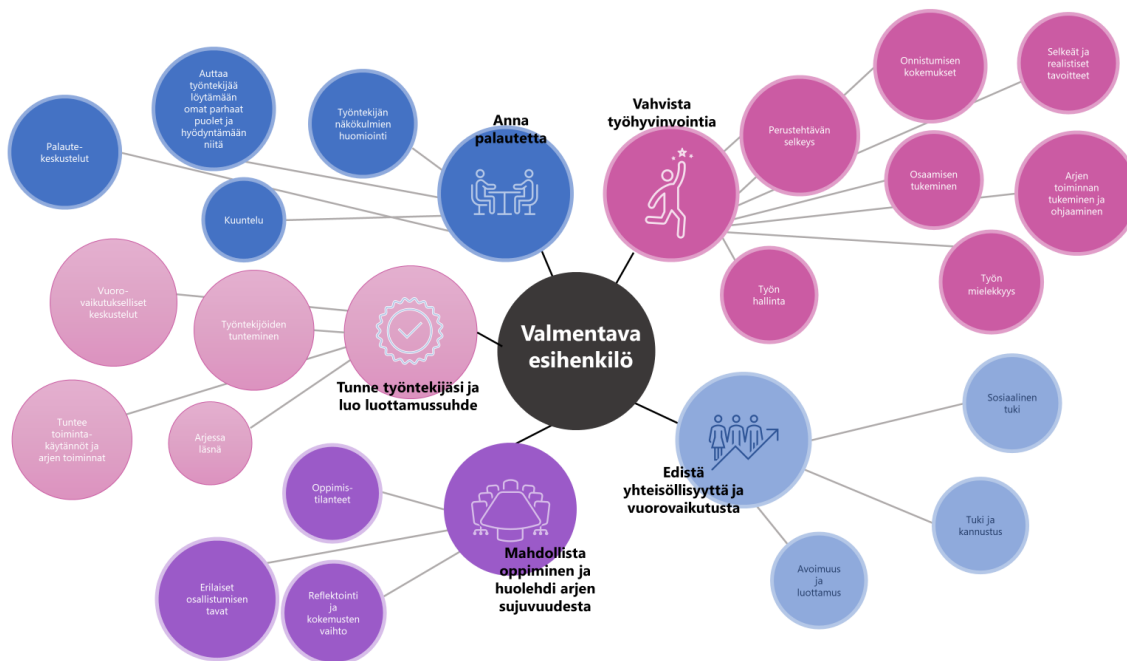 Valmentava
esihenkilö
Anna
palautetta
Auttaa
työntekijää
löytämään
omat parhaat
puolet ja
hyödyntämään
niitä
Työntekijän
näkökulmien
huomiointi
Palaute-
keskustelut
Kuuntelu
Vahvista
työhyvinvointia
Onnistumisen
kokemukset
Selkeät ja
realistiset
tavoitteet
Perustehtävän
selkeys
Osaamisen
tukeminen
Arjen
toiminnan
tukeminen ja
ohjaaminen
Työn
hallinta
Työn
mielekkyys
Tunne työntekijäsi ja
luo luottamussuhde
Vuoro-
vaikutukselliset
keskustelut
Työntekijöiden
tunteminen
Tuntee
toiminta-
käytännöt ja
arjen toiminnat
Arjessa
läsnä
Edistä
yhteisöllisyyttä ja
vuorovaikutusta
Sosiaalinen
tuki
Tuki ja
kannustus
Avoimuus
ja
luottamus
Mahdollista
oppiminen ja
huolehdi arjen
sujuvuudesta
Oppimis-
tilanteet
Erilaiset
osallistumisen
tavat
Reflektointi
ja
kokemusten
vaihto